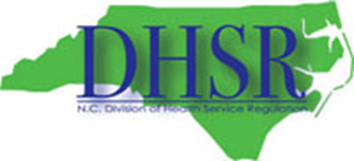 DHSR
N.C. Division of Health Service Regulation